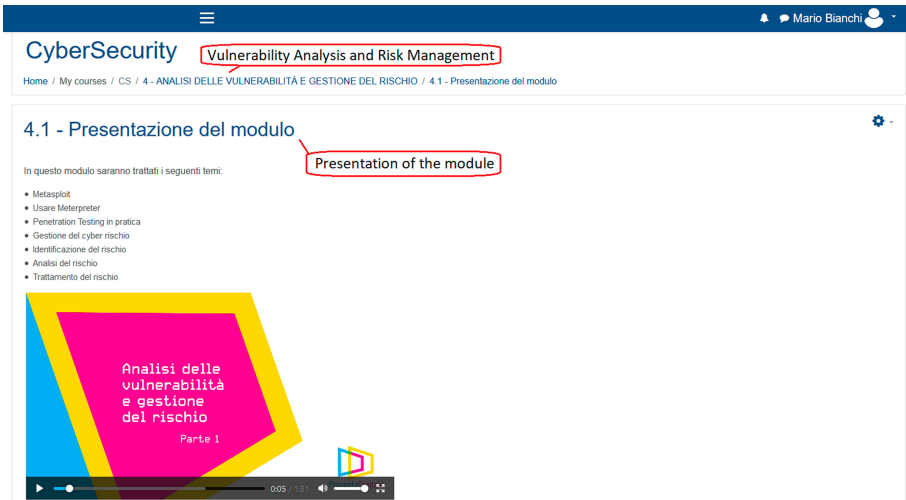 Mario Bianchi
CyberSecurity
Vulnerability Analysis and Risk Management
Home / My courses / CS / 4 - ANALISI DELLE VULNERABILITÀ E GESTIONE DEL RISCHIO / 4.1 - Presentazione del modulo
4.1 - Presentazione del modulo
Presentation of the module
In questo modulo saranno trattati i seguenti temi:
• Metasploit
• Usare Meterpreter
• Penetration Testing in pratica
• Gestione del cyber rischio
• Identificazione del rischio
• Analisi del rischio
• Trattamento del rischio
Analisi delle
vulnerabilità
e gestione
del rischio
Parte 1
0:05 / 1:31